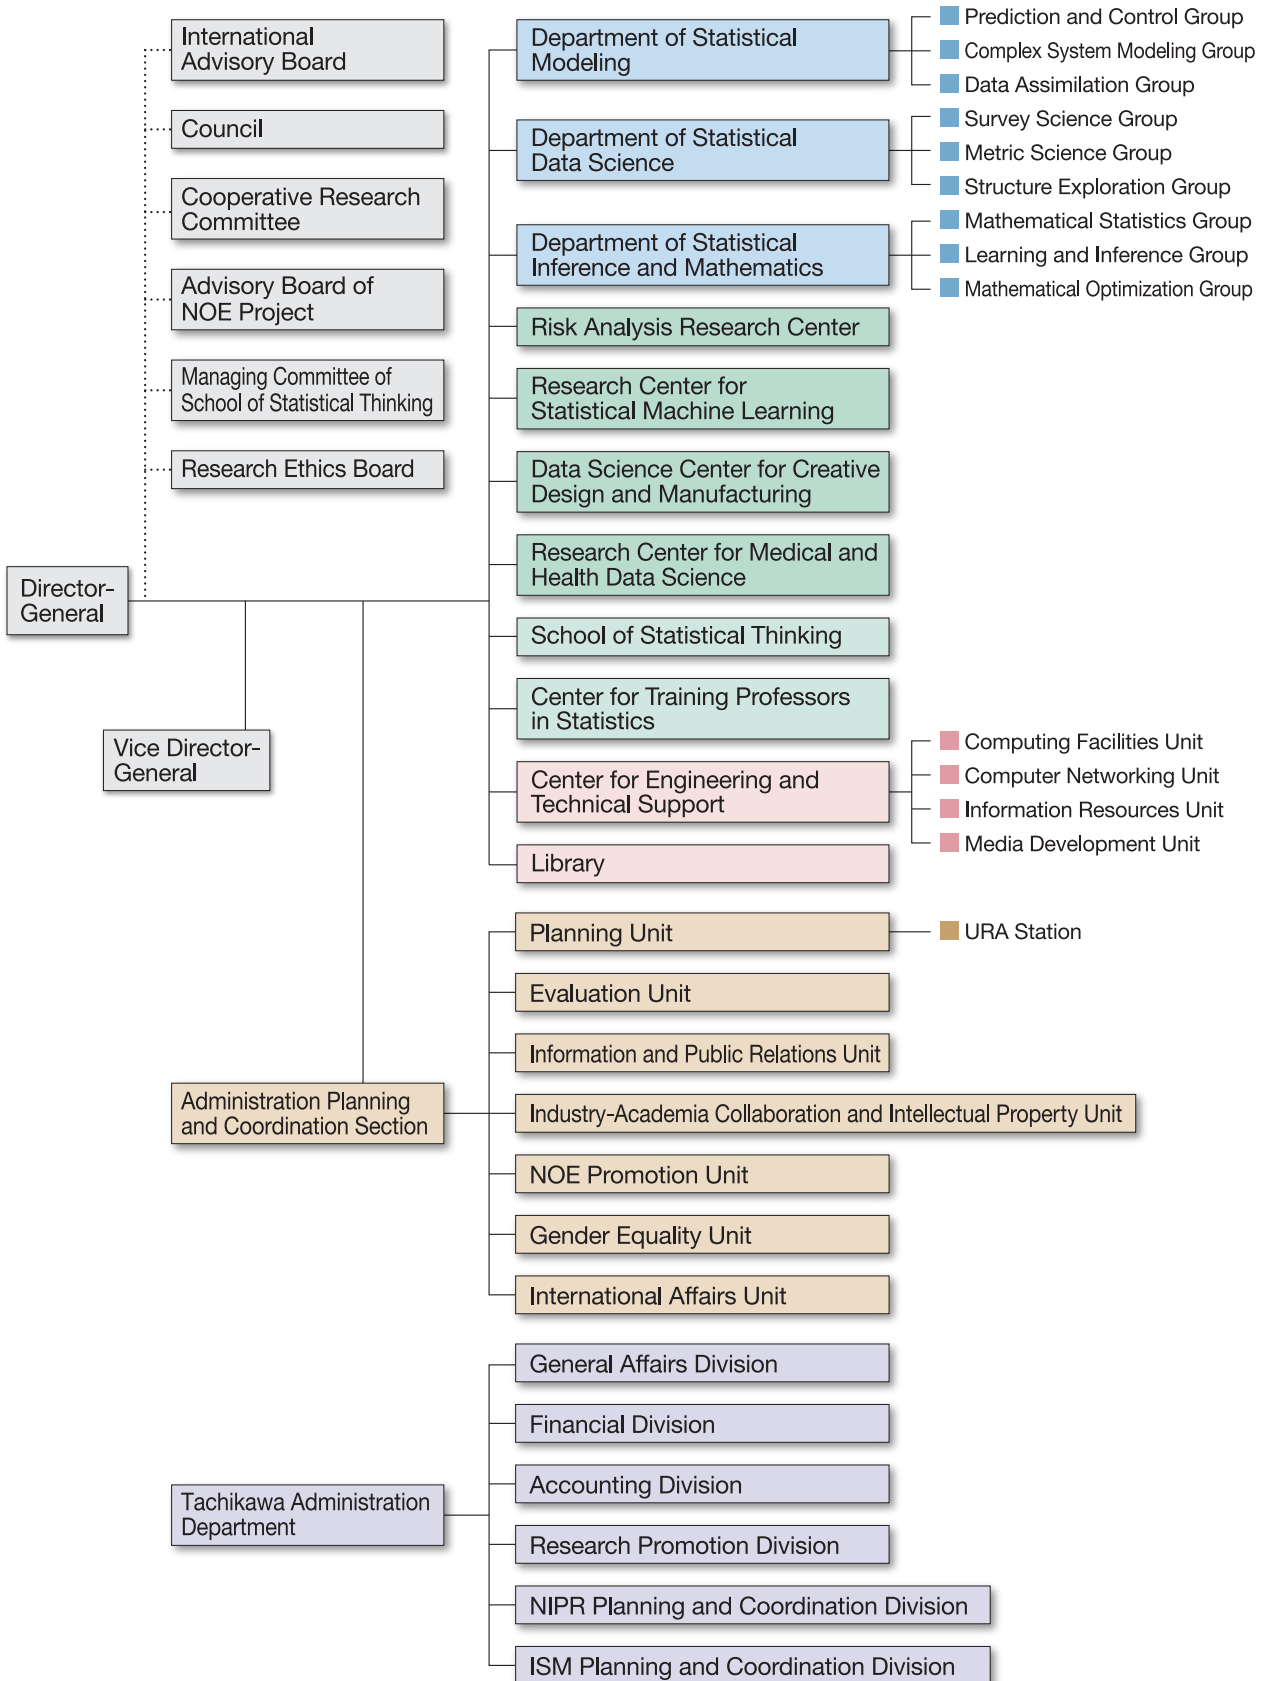 International
Advisory Board
Council
Cooperative Research
Committee
Advisory Board of
NOE Project
Managing Committee of
School of Statistical Thinking
Research Ethics Board
Director-
General
Vice Director-
General
Department of Statistical
Modeling
Prediction and Control Group
Complex System Modeling Group
Data Assimilation Group
Department of Statistical
Data Science
Survey Science Group
Metric Science Group
Structure Exploration Group
Department of Statistical
Inference and Mathematics
Mathematical Statistics Group
Learning and Inference Group
Mathematical Optimization Group
Risk Analysis Research Center
Research Center for
Statistical Machine Learning
Data Science Center for Creative
Design and Manufacturing
Research Center for Medical and
Health Data Science
School of Statistical Thinking
Center for Training Professors
in Statistics
Center for Engineering and
Technical Support
Computing Facilities Unit
Computer Networking Unit
Information Resources Unit
Media Development Unit
Library
Administration Planning
and Coordination Section
Planning Unit
URA Station
Evaluation Unit
Information and Public Relations Unit
Industry-Academia Collaboration and Intellectual Property Unit
NOE Promotion Unit
Gender Equality Unit
International Affairs Unit
Tachikawa Administration
Department
General Affairs Division
Financial Division
Accounting Division
Research Promotion Division
NIPR Planning and Coordination Division
ISM Planning and Coordination Division